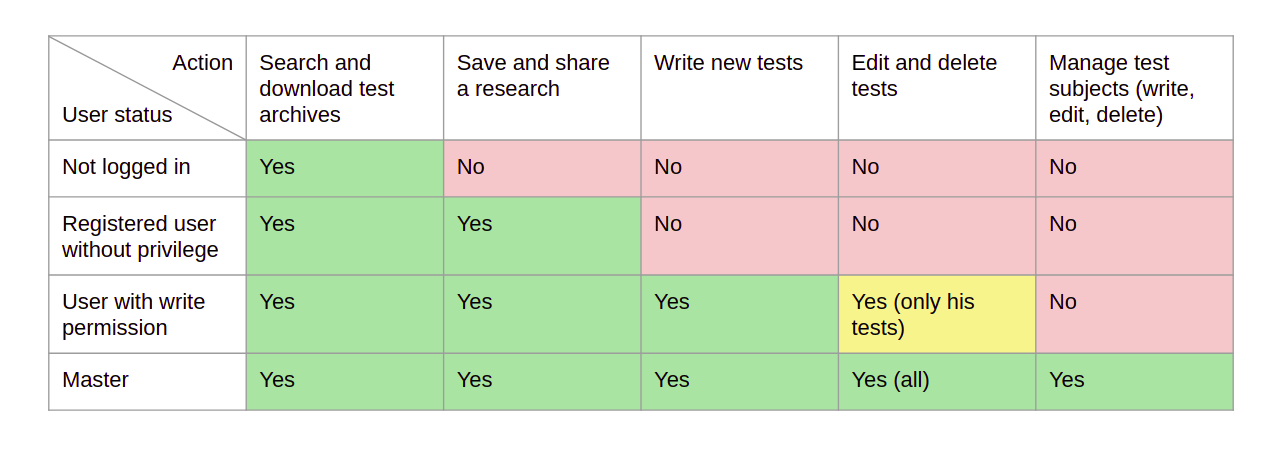 Action
User status
Search and
download test
archives
Save and share
a research
Write new tests
Edit and delete
tests
Manage test
subjects (write,
edit, delete)
Not logged in
Yes
No
No
No
No
Registered user
without privilege
Yes
Yes
No
No
No
User with write
permission
Yes
Yes
Yes
Yes (only his
tests)
No
Master
Yes
Yes
Yes
Yes (all)
Yes